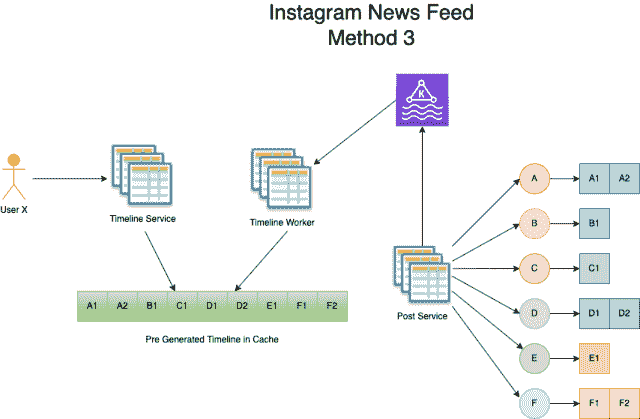 Instagram News Feed
Method 3
K
User X
Timeline Service
Timeline Worker
Post Service
A1 A2 B1 C1 D1 D2 E1 F1 F2
Pre Generated Timeline in Cache
A A1 A2
B B1
C C1
D D1 D2
E E1
F F1 F2